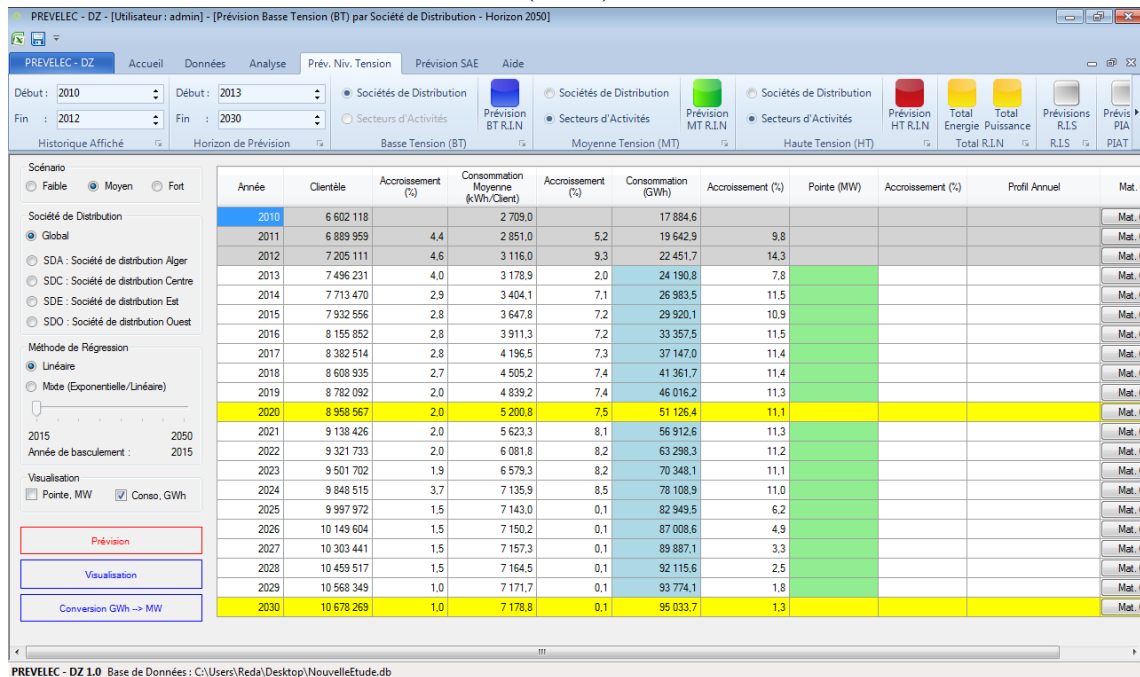 PREVELEC - DZ - [Utilisateur : admin] - [Prévision Basse Tension (BT) par Société de Distribution - Horizon 2050]
PREVELEC - DZ Accueil Données Analyse Prév. Niv. Tension Prévision SAE Aide
Début : 2010 Début : 2013 Sociétés de Distribution Sociétés de Distribution Sociétés de Distribution
Fin : 2012 Fin : 2030 Secteurs d'Activités Prévision BT R.I.N Secteurs d'Activités Prévision MT R.I.N Secteurs d'Activités Prévision HT R.I.N Total Energie Total Puissance Prévisions R.I.S Prévis PIA
Historique Affiché Horizon de Prévision Basse Tension (BT) Moyenne Tension (MT) Haute Tension (HT) Total R.I.N R.I.S PIAT
Scénario
Faible Moyen Fort
Société de Distribution
Global
SDA : Société de distribution Alger
SDC : Société de distribution Centre
SDE : Société de distribution Est
SDO : Société de distribution Ouest
Méthode de Régression
Linéaire
Mixte (Exponentielle/Linéaire)
2015 2050
Année de basculement : 2015
Visualisation
Pointe, MW Conso, GWh
Prévision
Visualisation
Conversion GWh --> MW
Année Clientèle Accroissement (%) Consommation Moyenne (kWh/Client) Accroissement (%) Consommation (GWh) Accroissement (%) Pointe (MW) Accroissement (%) Profil Annuel Mat.
2010 6 602 118 2 709,0 17 884,6 Mat.
2011 6 889 959 4,4 2 851,0 5,2 19 642,9 9,8 Mat.
2012 7 205 111 4,6 3 116,0 9,3 22 451,7 14,3 Mat.
2013 7 496 231 4,0 3 178,9 2,0 24 190,8 7,8 Mat.
2014 7 713 470 2,9 3 404,1 7,1 26 983,5 11,5 Mat.
2015 7 932 556 2,8 3 647,8 7,2 29 920,1 10,9 Mat.
2016 8 155 852 2,8 3 911,3 7,2 33 357,5 11,5 Mat.
2017 8 382 514 2,8 4 196,5 7,3 37 147,0 11,4 Mat.
2018 8 608 935 2,7 4 505,2 7,4 41 361,7 11,4 Mat.
2019 8 782 092 2,0 4 839,2 7,4 46 016,2 11,3 Mat.
2020 8 958 567 2,0 5 200,8 7,5 51 126,4 11,1 Mat.
2021 9 138 426 2,0 5 623,3 8,1 56 912,6 11,3 Mat.
2022 9 321 733 2,0 6 081,8 8,2 63 298,3 11,2 Mat.
2023 9 501 702 1,9 6 579,3 8,2 70 348,1 11,1 Mat.
2024 9 848 515 3,7 7 135,9 8,5 78 108,9 11,0 Mat.
2025 9 997 972 1,5 7 143,0 0,1 82 949,5 6,2 Mat.
2026 10 149 604 1,5 7 150,2 0,1 87 008,6 4,9 Mat.
2027 10 303 441 1,5 7 157,3 0,1 89 887,1 3,3 Mat.
2028 10 459 517 1,5 7 164,5 0,1 92 115,6 2,5 Mat.
2029 10 568 349 1,0 7 171,7 0,1 93 774,1 1,8 Mat.
2030 10 678 269 1,0 7 178,8 0,1 95 033,7 1,3 Mat.
PREVELEC - DZ 1.0 Base de Données : C:\Users\Reda\Desktop\NouvelleEtude.db